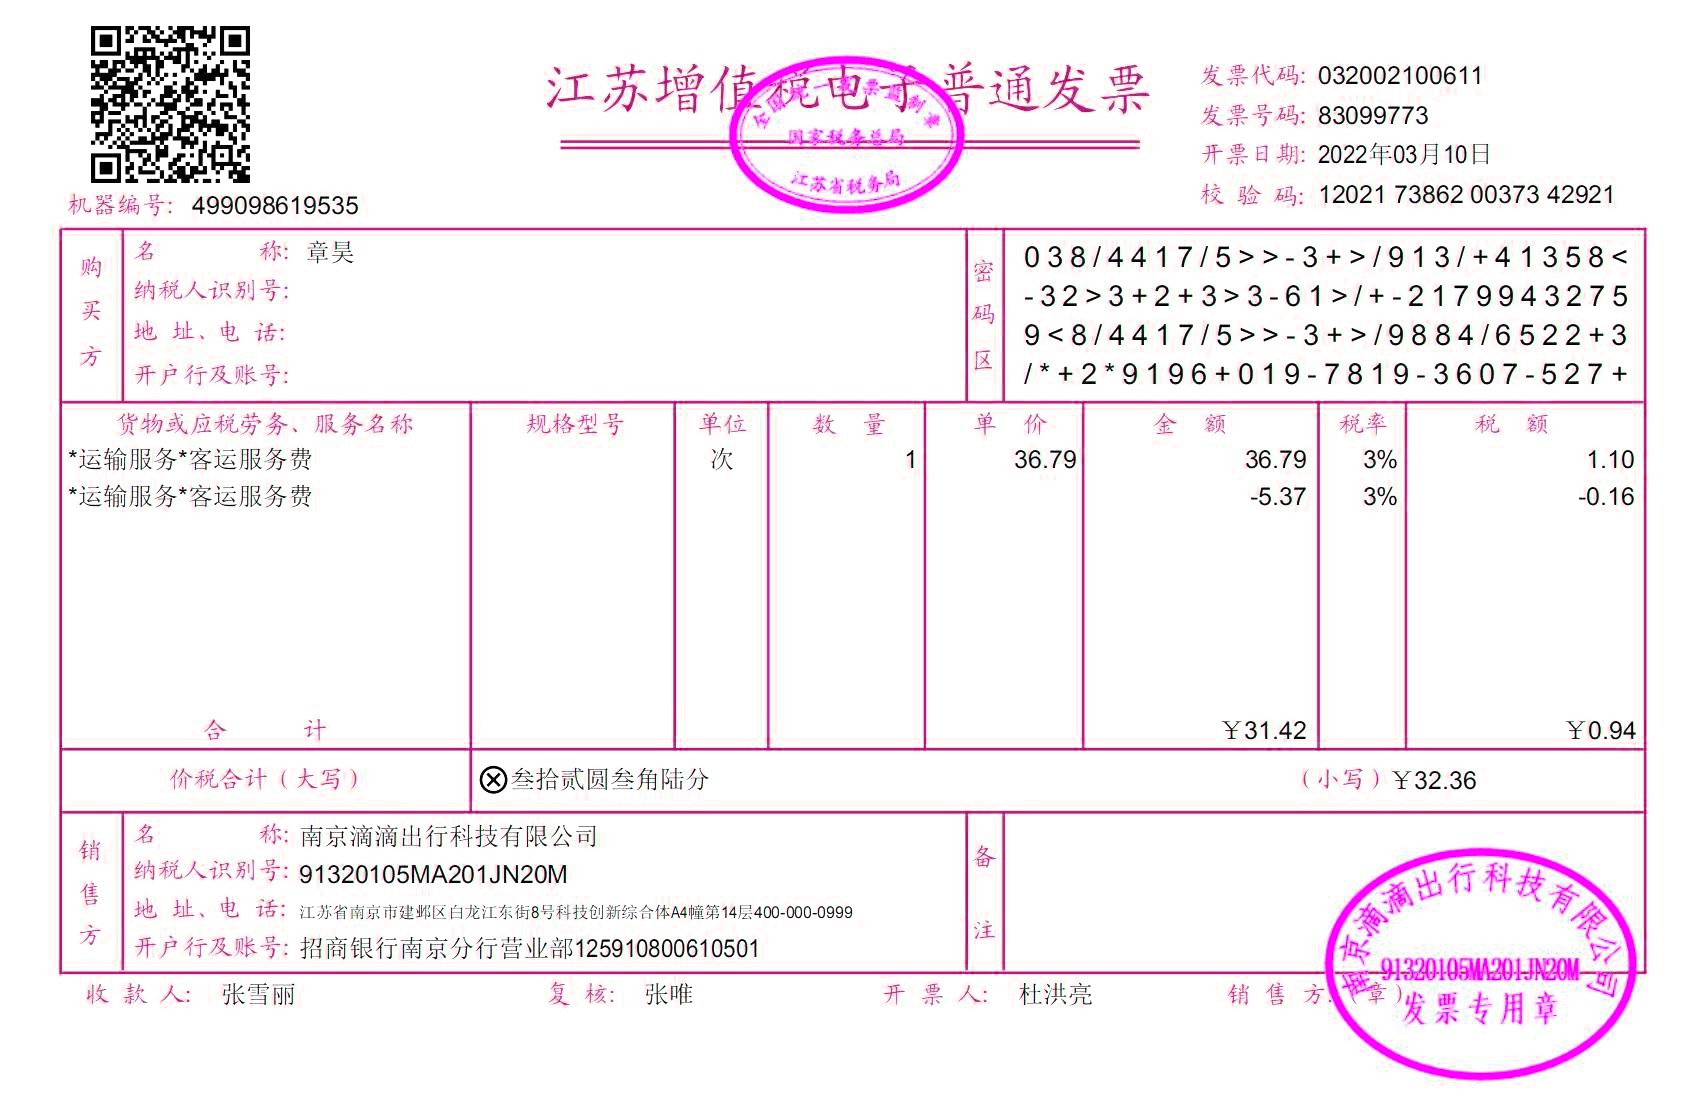 江苏增值税电子普通发票
全国统一发票监制章
国家税务总局
江苏省税务局
发票代码: 032002100611
发票号码: 83099773
开票日期: 2022年03月10日
校验码: 12021 73862 00373 42921
机器编号: 499098619535
购买方
名称: 章昊
纳税人识别号:
地址、电话:
开户行及账号:
密码区
038/4417/5>>-3+>/913/+41358<
-32>3+2+3>3-61>/+-2179943275
9<8/4417/5>>-3+>/9884/6522+3
/*+2*9196+019-7819-3607-527+
货物或应税劳务、服务名称 规格型号 单位 数量 单价 金额 税率 税额
*运输服务*客运服务费 次 1 36.79 36.79 3% 1.10
*运输服务*客运服务费 -5.37 3% -0.16
合计 ￥31.42 ￥0.94
价税合计（大写） ⊗叁拾贰圆叁角陆分 （小写）￥32.36
销售方
名称: 南京滴滴出行科技有限公司
纳税人识别号: 91320105MA201JN20M
地址、电话: 江苏省南京市建邺区白龙江东街8号科技创新综合体A4幢第14层400-000-0999
开户行及账号: 招商银行南京分行营业部125910800610501
备注
收款人: 张雪丽 复核: 张唯 开票人: 杜洪亮 销售方:（章）
南京滴滴出行科技有限公司
91320105MA201JN20M
发票专用章